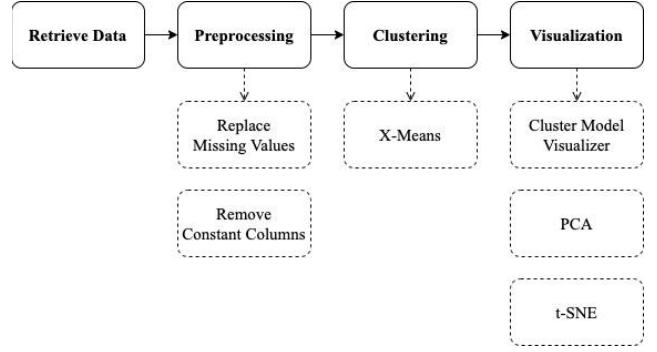 Retrieve Data
Preprocessing
Clustering
Visualization
Replace
Missing Values
X-Means
Cluster Model
Visualizer
Remove
Constant Columns
PCA
t-SNE